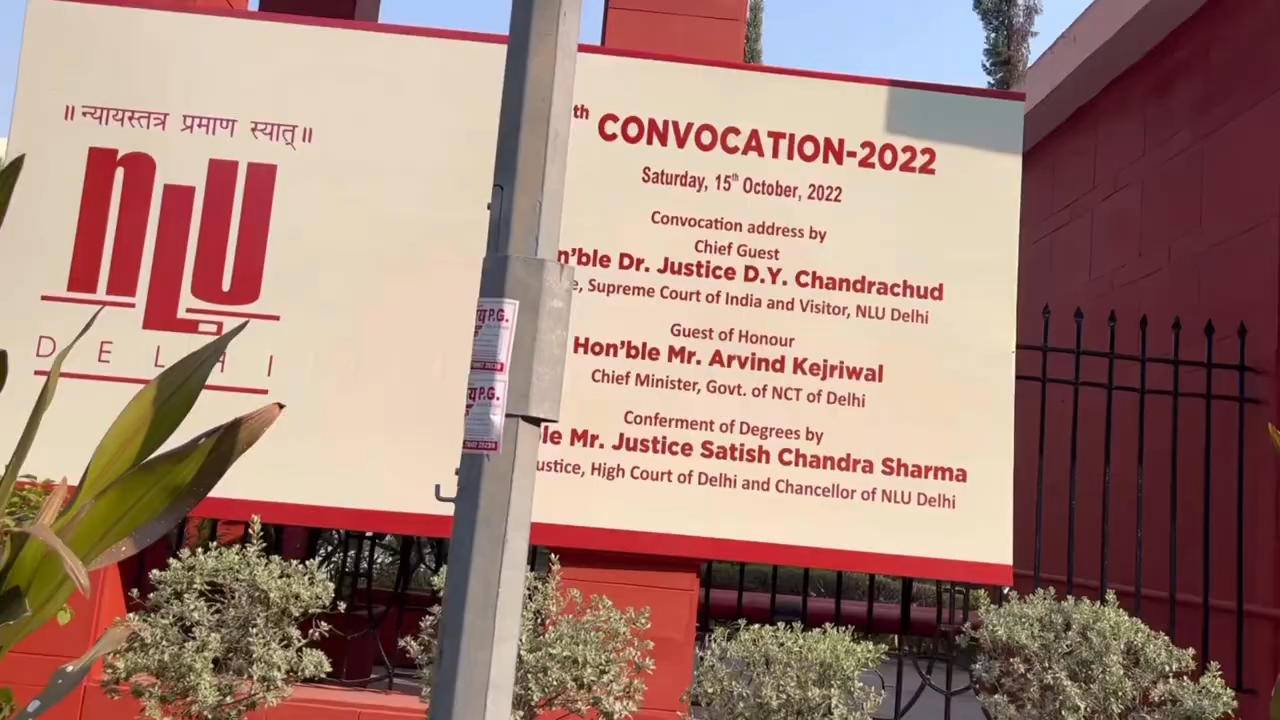 ॥ न्यायस्तत्र प्रमाण स्यात् ॥
nLU
DELHI
th CONVOCATION-2022
Saturday, 15th October, 2022
Convocation address by
Chief Guest
n'ble Dr. Justice D.Y. Chandrachud
e, Supreme Court of India and Visitor, NLU Delhi
Guest of Honour
Hon'ble Mr. Arvind Kejriwal
Chief Minister, Govt. of NCT of Delhi
Conferment of Degrees by
ble Mr. Justice Satish Chandra Sharma
ustice, High Court of Delhi and Chancellor of NLU Delhi
P.G.
P.G.